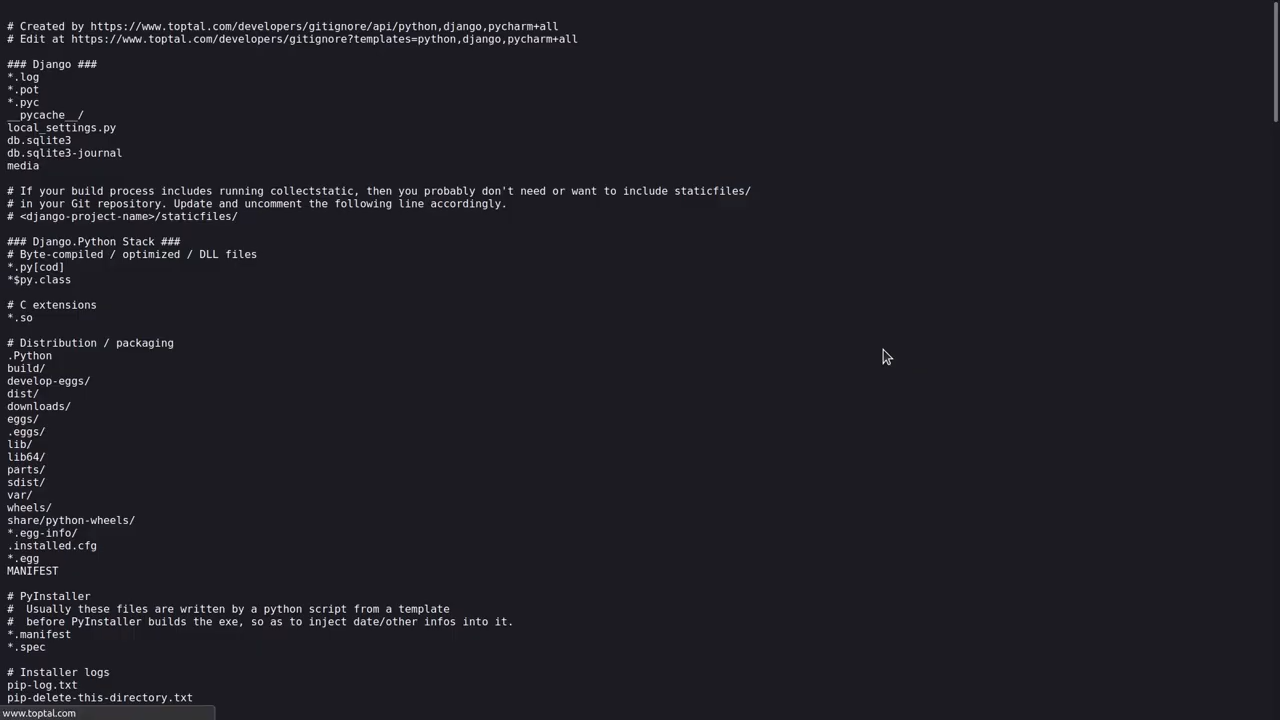 # Created by https://www.toptal.com/developers/gitignore/api/python,django,pycharm+all
# Edit at https://www.toptal.com/developers/gitignore?templates=python,django,pycharm+all
### Django ###
*.log
*.pot
*.pyc
__pycache__/
local_settings.py
db.sqlite3
db.sqlite3-journal
media
# If your build process includes running collectstatic, then you probably don't need or want to include staticfiles/
# in your Git repository. Update and uncomment the following line accordingly.
# <django-project-name>/staticfiles/
### Django.Python Stack ###
# Byte-compiled / optimized / DLL files
*.py[cod]
*$py.class
# C extensions
*.so
# Distribution / packaging
.Python
build/
develop-eggs/
dist/
downloads/
eggs/
.eggs/
lib/
lib64/
parts/
sdist/
var/
wheels/
share/python-wheels/
*.egg-info/
.installed.cfg
*.egg
MANIFEST
# PyInstaller
#  Usually these files are written by a python script from a template
#  before PyInstaller builds the exe, so as to inject date/other infos into it.
*.manifest
*.spec
# Installer logs
pip-log.txt
pip-delete-this-directory.txt
www.toptal.com